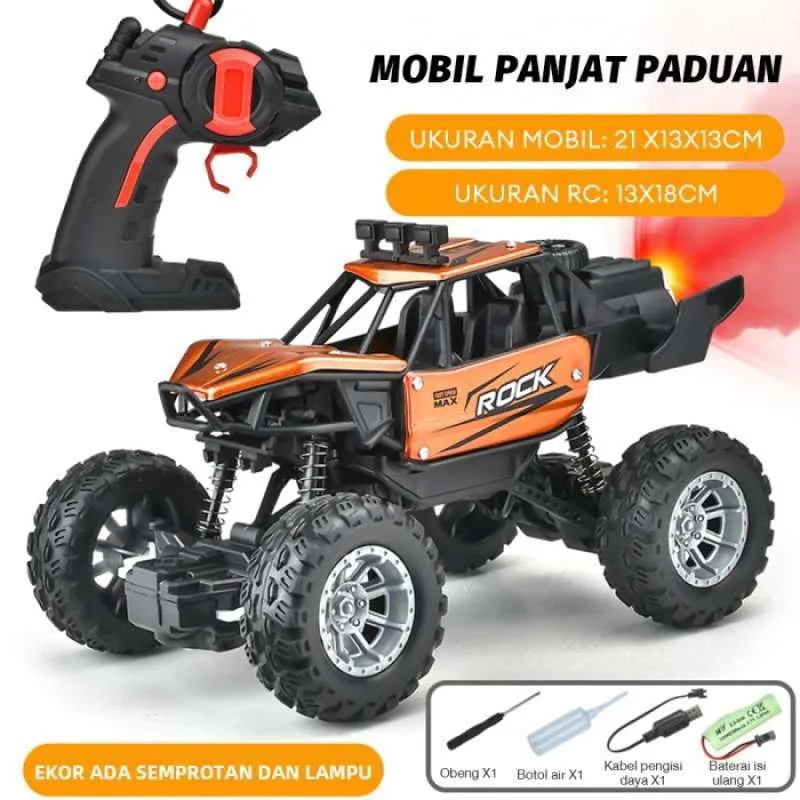 MOBIL PANJAT PADUAN
UKURAN MOBIL: 21 X13X13CM
UKURAN RC: 13X18CM
MAX
ROCK
Obeng X1
Botol air X1
Kabel pengisi
daya X1
Baterai isi
ulang X1
EKOR ADA SEMPROTAN DAN LAMPU